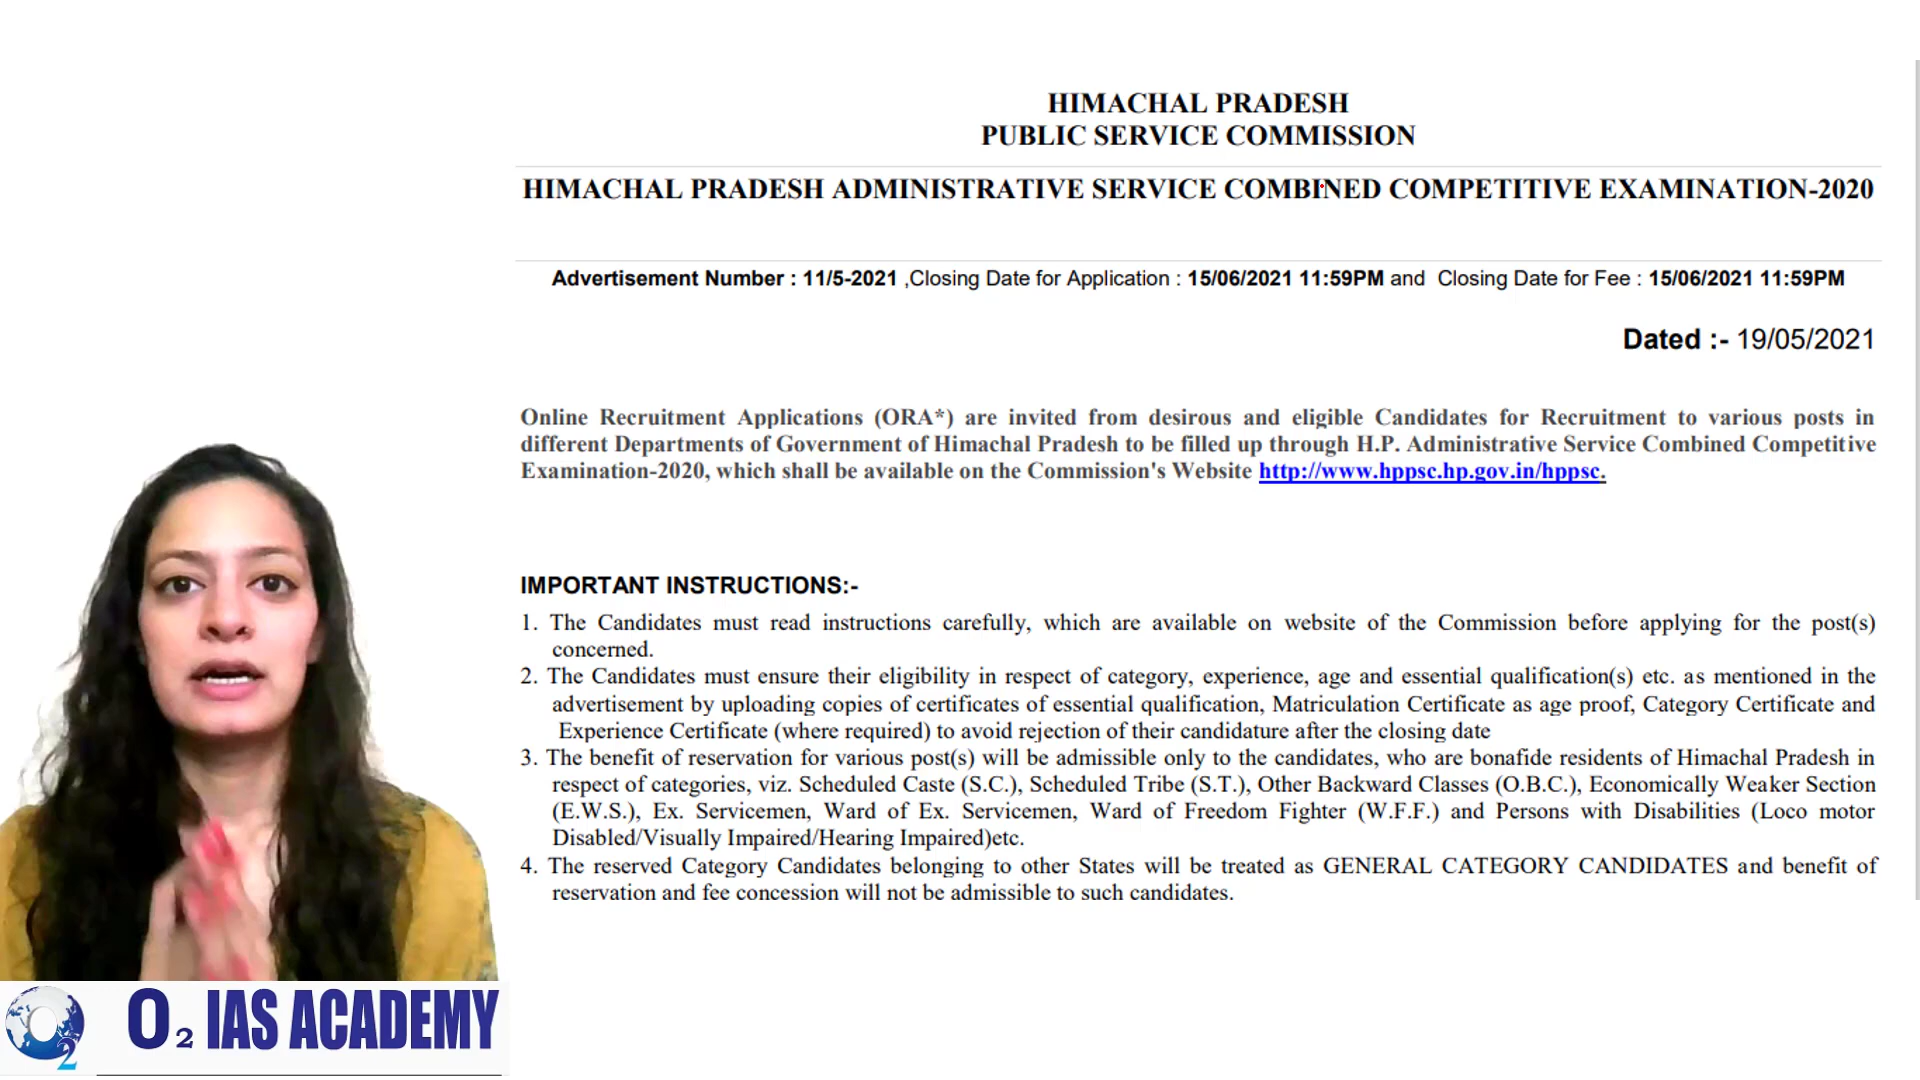 HIMACHAL PRADESH
PUBLIC SERVICE COMMISSION
HIMACHAL PRADESH ADMINISTRATIVE SERVICE COMBINED COMPETITIVE EXAMINATION-2020
Advertisement Number : 11/5-2021 ,Closing Date for Application : 15/06/2021 11:59PM and Closing Date for Fee : 15/06/2021 11:59PM
Dated :- 19/05/2021
Online Recruitment Applications (ORA*) are invited from desirous and eligible Candidates for Recruitment to various posts in
different Departments of Government of Himachal Pradesh to be filled up through H.P. Administrative Service Combined Competitive
Examination-2020, which shall be available on the Commission's Website http://www.hppsc.hp.gov.in/hppsc.
IMPORTANT INSTRUCTIONS:-
1. The Candidates must read instructions carefully, which are available on website of the Commission before applying for the post(s)
concerned.
2. The Candidates must ensure their eligibility in respect of category, experience, age and essential qualification(s) etc. as mentioned in the
advertisement by uploading copies of certificates of essential qualification, Matriculation Certificate as age proof, Category Certificate and
Experience Certificate (where required) to avoid rejection of their candidature after the closing date
3. The benefit of reservation for various post(s) will be admissible only to the candidates, who are bonafide residents of Himachal Pradesh in
respect of categories, viz. Scheduled Caste (S.C.), Scheduled Tribe (S.T.), Other Backward Classes (O.B.C.), Economically Weaker Section
(E.W.S.), Ex. Servicemen, Ward of Ex. Servicemen, Ward of Freedom Fighter (W.F.F.) and Persons with Disabilities (Loco motor
Disabled/Visually Impaired/Hearing Impaired)etc.
4. The reserved Category Candidates belonging to other States will be treated as GENERAL CATEGORY CANDIDATES and benefit of
reservation and fee concession will not be admissible to such candidates.
O2 IAS ACADEMY
O2